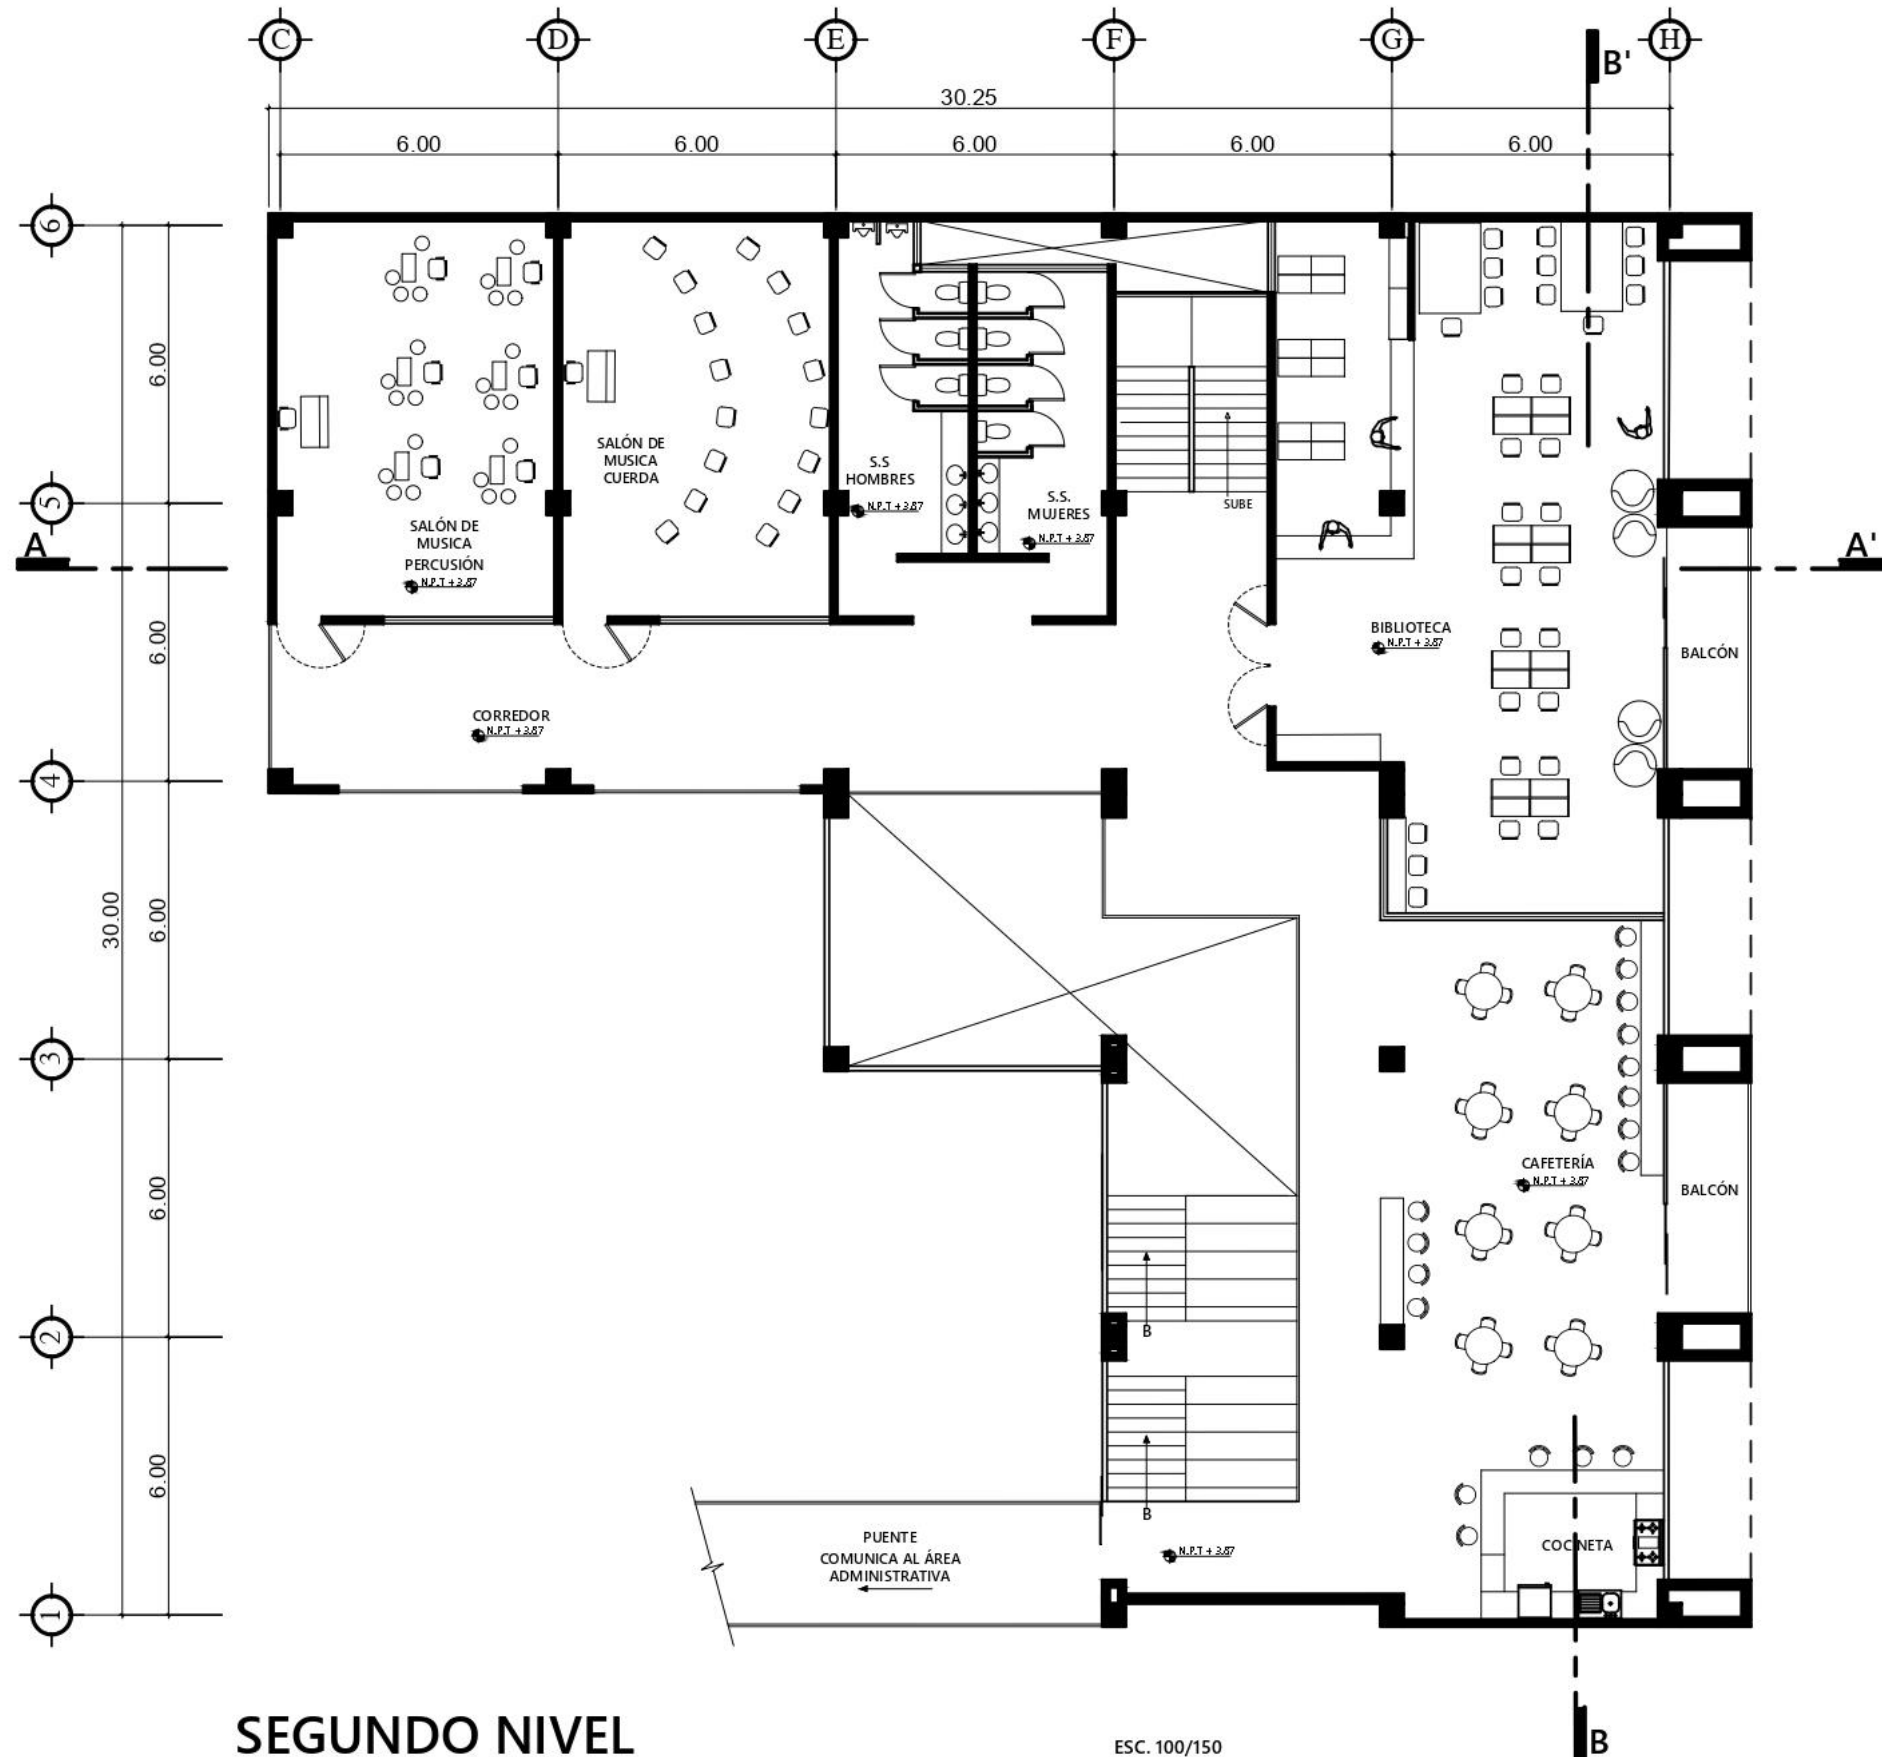 C D E F G H
B'
30.25
6.00 6.00 6.00 6.00 6.00
6
6.00
5
A
A'
6.00
4
30.00
6.00
3
6.00
2
6.00
1
SALÓN DE
MUSICA
CUERDA
S.S
HOMBRES
N.P.T + 3.87
S.S.
MUJERES
N.P.T + 3.87
SUBE
SALÓN DE
MUSICA
PERCUSIÓN
N.P.T + 3.87
BIBLIOTECA
N.P.T + 3.87
BALCÓN
CORREDOR
N.P.T + 3.87
CAFETERÍA
N.P.T + 3.87
BALCÓN
B
B
PUENTE
COMUNICA AL ÁREA
ADMINISTRATIVA
N.P.T + 3.87
COCINETA
SEGUNDO NIVEL
ESC. 100/150
B